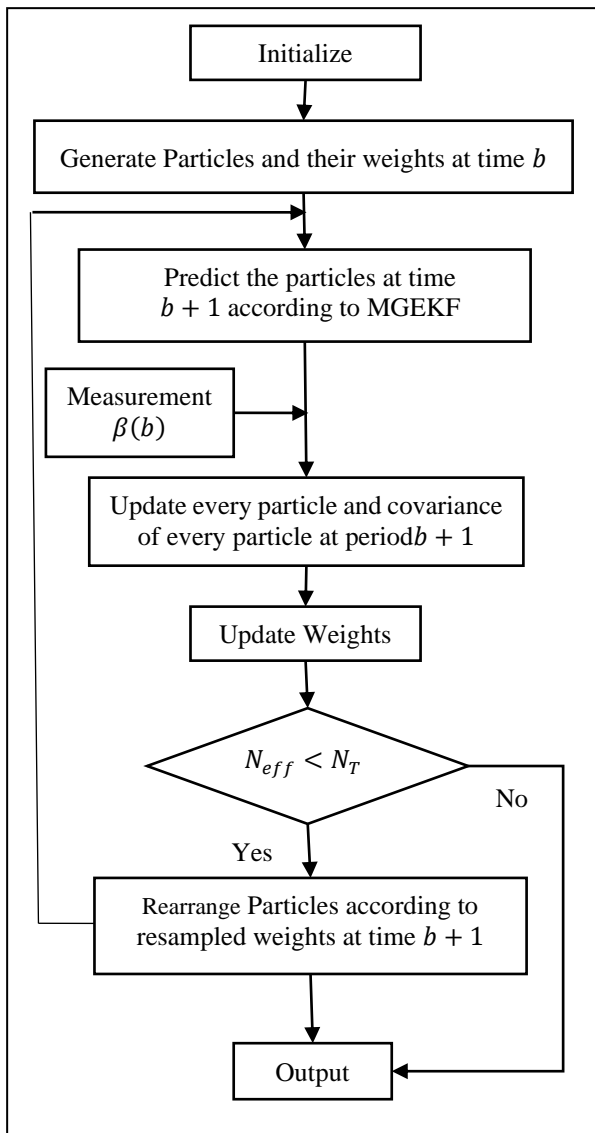 Initialize
Generate Particles and their weights at time b
Predict the particles at time
b + 1 according to MGEKF
Measurement
β(b)
Update every particle and covariance
of every particle at periodb + 1
Update Weights
N_eff < N_T
No
Yes
Rearrange Particles according to
resampled weights at time b + 1
Output